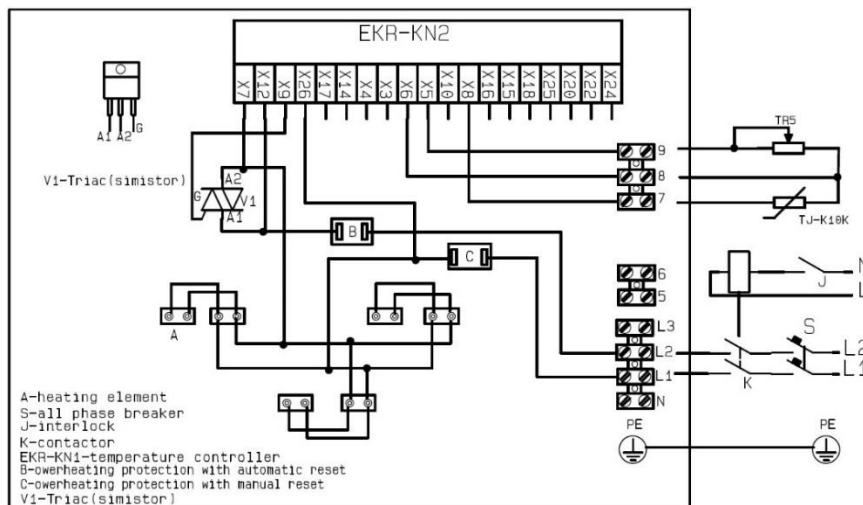 EKR-KN2
X7 X12 X9 X26 X17 X14 X4 X3 X6 X5 X10 X8 X16 X15 X18 X25 X20 X22 X24
A1 A2 G
V1-Triac(simistor)
A2
G V1
A1
B
C
A
9
8
7
6
5
L3
L2
L1
N
PE
TR5
TJ-K10K
N
J
L
S
L2
L1
K
PE
A-heating element
S-all phase breaker
J-interlock
K-contactor
EKR-KN1-temperature controller
B-owerheating protection with automatic reset
C-owerheating protection with manual reset
V1-Triac(simistor)